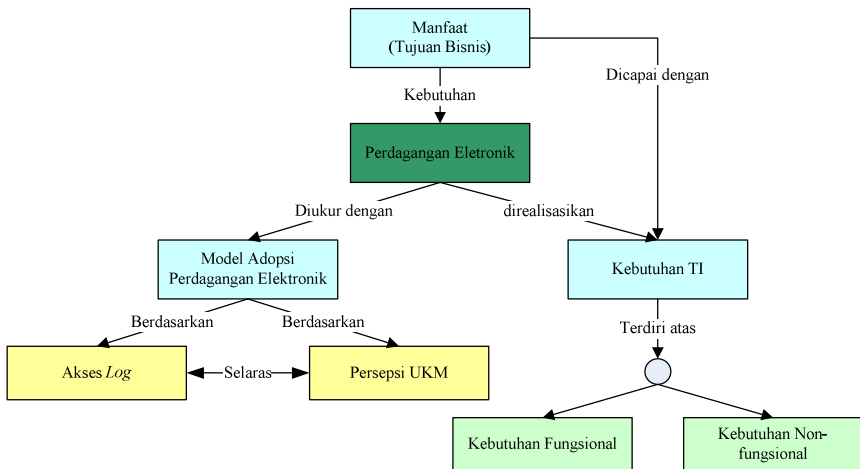 Manfaat
(Tujuan Bisnis)
Dicapai dengan
Kebutuhan
Perdagangan Eletronik
Diukur dengan
direalisasikan
Model Adopsi
Perdagangan Elektronik
Kebutuhan TI
Berdasarkan
Berdasarkan
Terdiri atas
Akses Log
Selaras
Persepsi UKM
Kebutuhan Fungsional
Kebutuhan Non-
fungsional